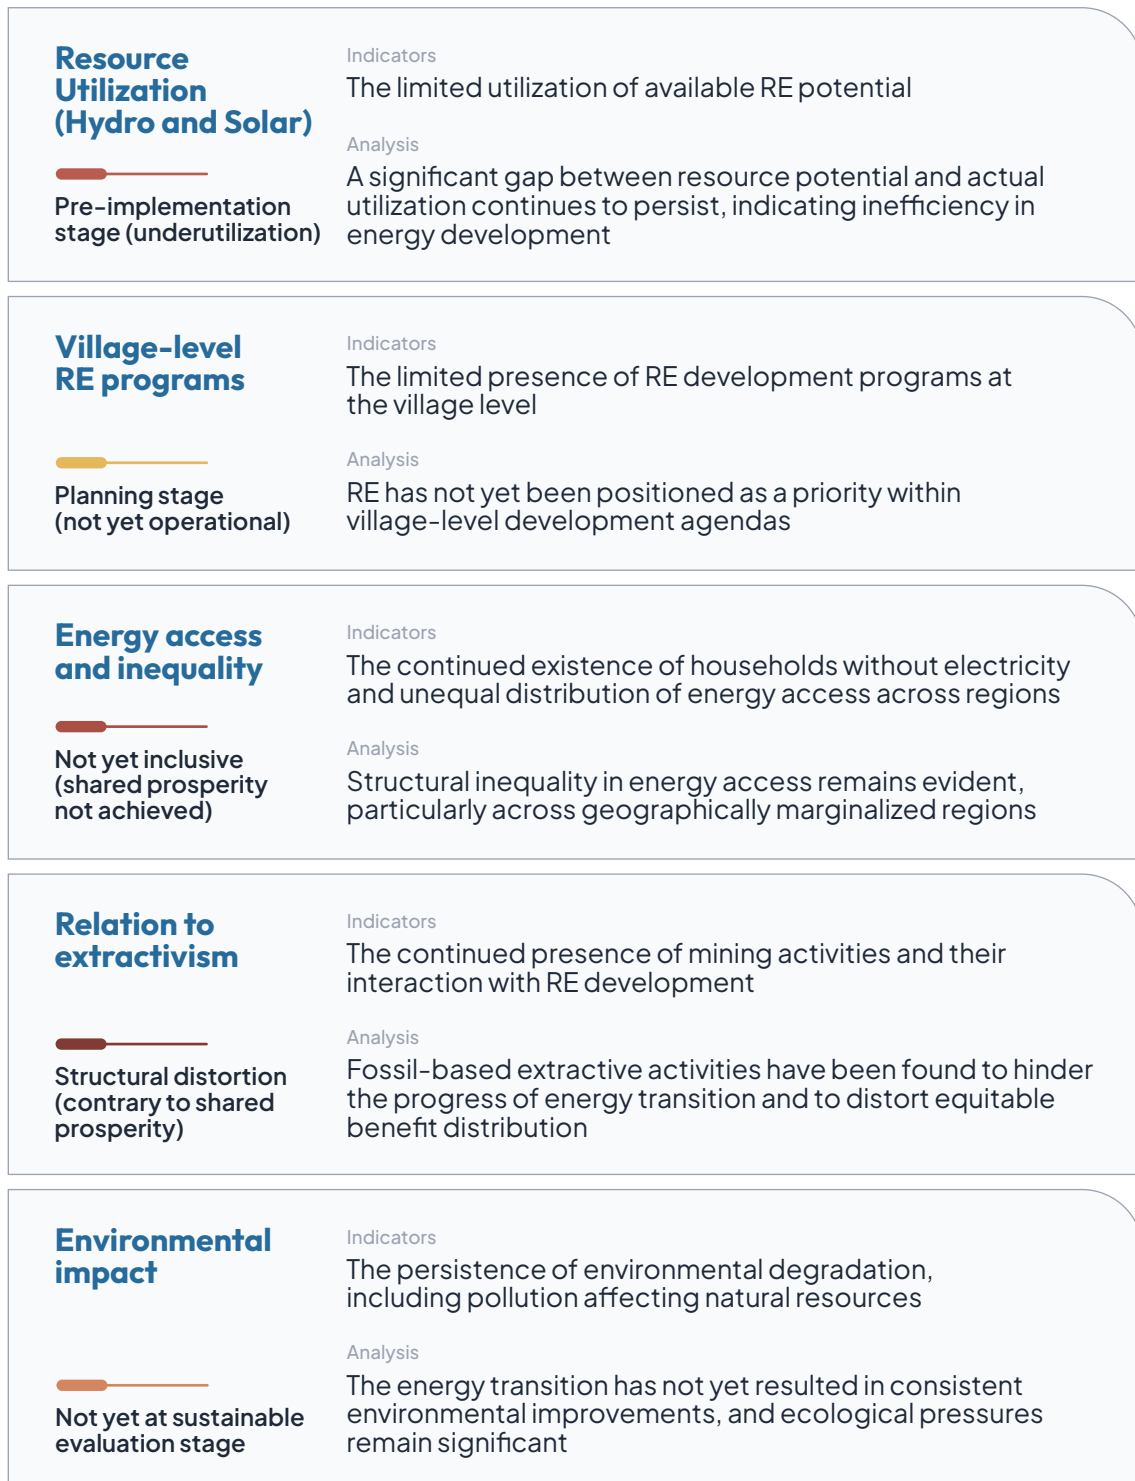 Resource
Utilization
(Hydro and Solar)
Pre-implementation
stage (underutilization)
Indicators
The limited utilization of available RE potential
Analysis
A significant gap between resource potential and actual
utilization continues to persist, indicating inefficiency in
energy development
Village-level
RE programs
Planning stage
(not yet operational)
Indicators
The limited presence of RE development programs at
the village level
Analysis
RE has not yet been positioned as a priority within
village-level development agendas
Energy access
and inequality
Not yet inclusive
(shared prosperity
not achieved)
Indicators
The continued existence of households without electricity
and unequal distribution of energy access across regions
Analysis
Structural inequality in energy access remains evident,
particularly across geographically marginalized regions
Relation to
extractivism
Structural distortion
(contrary to shared
prosperity)
Indicators
The continued presence of mining activities and their
interaction with RE development
Analysis
Fossil-based extractive activities have been found to hinder
the progress of energy transition and to distort equitable
benefit distribution
Environmental
impact
Not yet at sustainable
evaluation stage
Indicators
The persistence of environmental degradation,
including pollution affecting natural resources
Analysis
The energy transition has not yet resulted in consistent
environmental improvements, and ecological pressures
remain significant